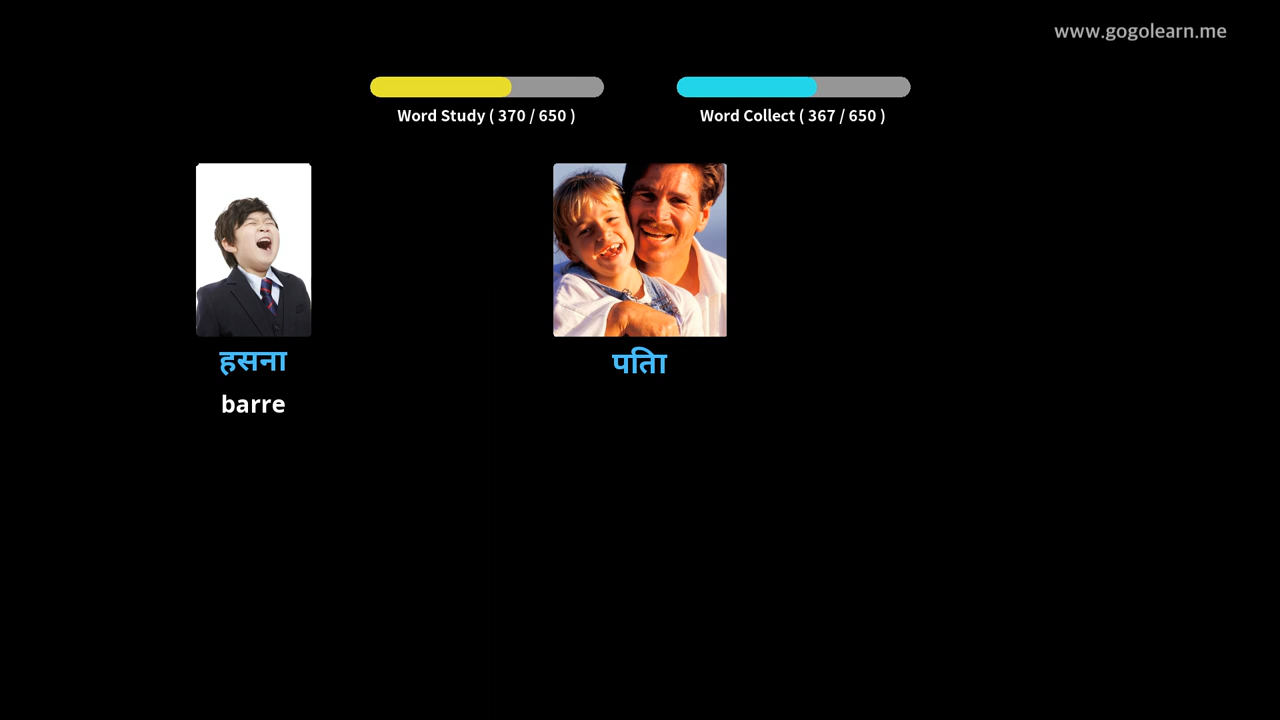 www.gogolearn.me
Word Study ( 370 / 650 )
Word Collect ( 367 / 650 )
हसना
पिता
barre